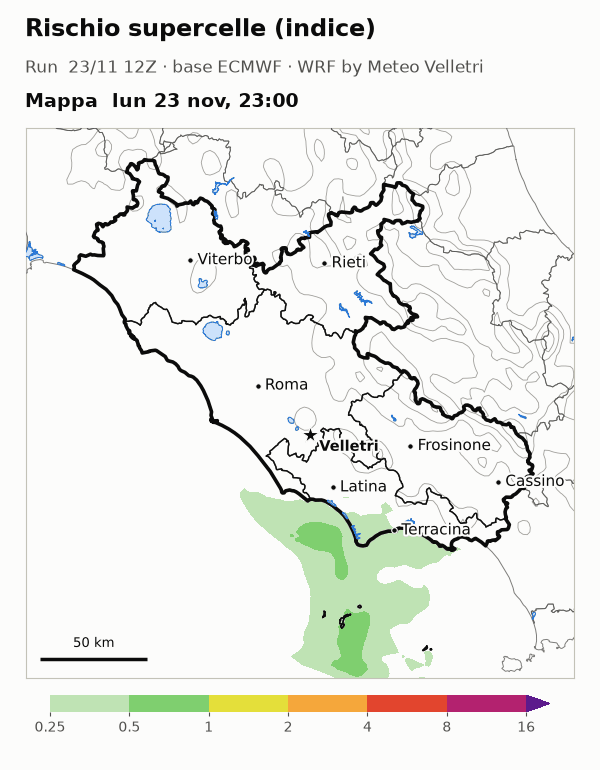 Rischio supercelle (indice)
Run  23/11 12Z · base ECMWF · WRF by Meteo Velletri
Mappa  lun 23 nov, 23:00
Viterbo
Rieti
Roma
Velletri
Frosinone
Latina
Cassino
Terracina
50 km
0.25 0.5 1 2 4 8 16